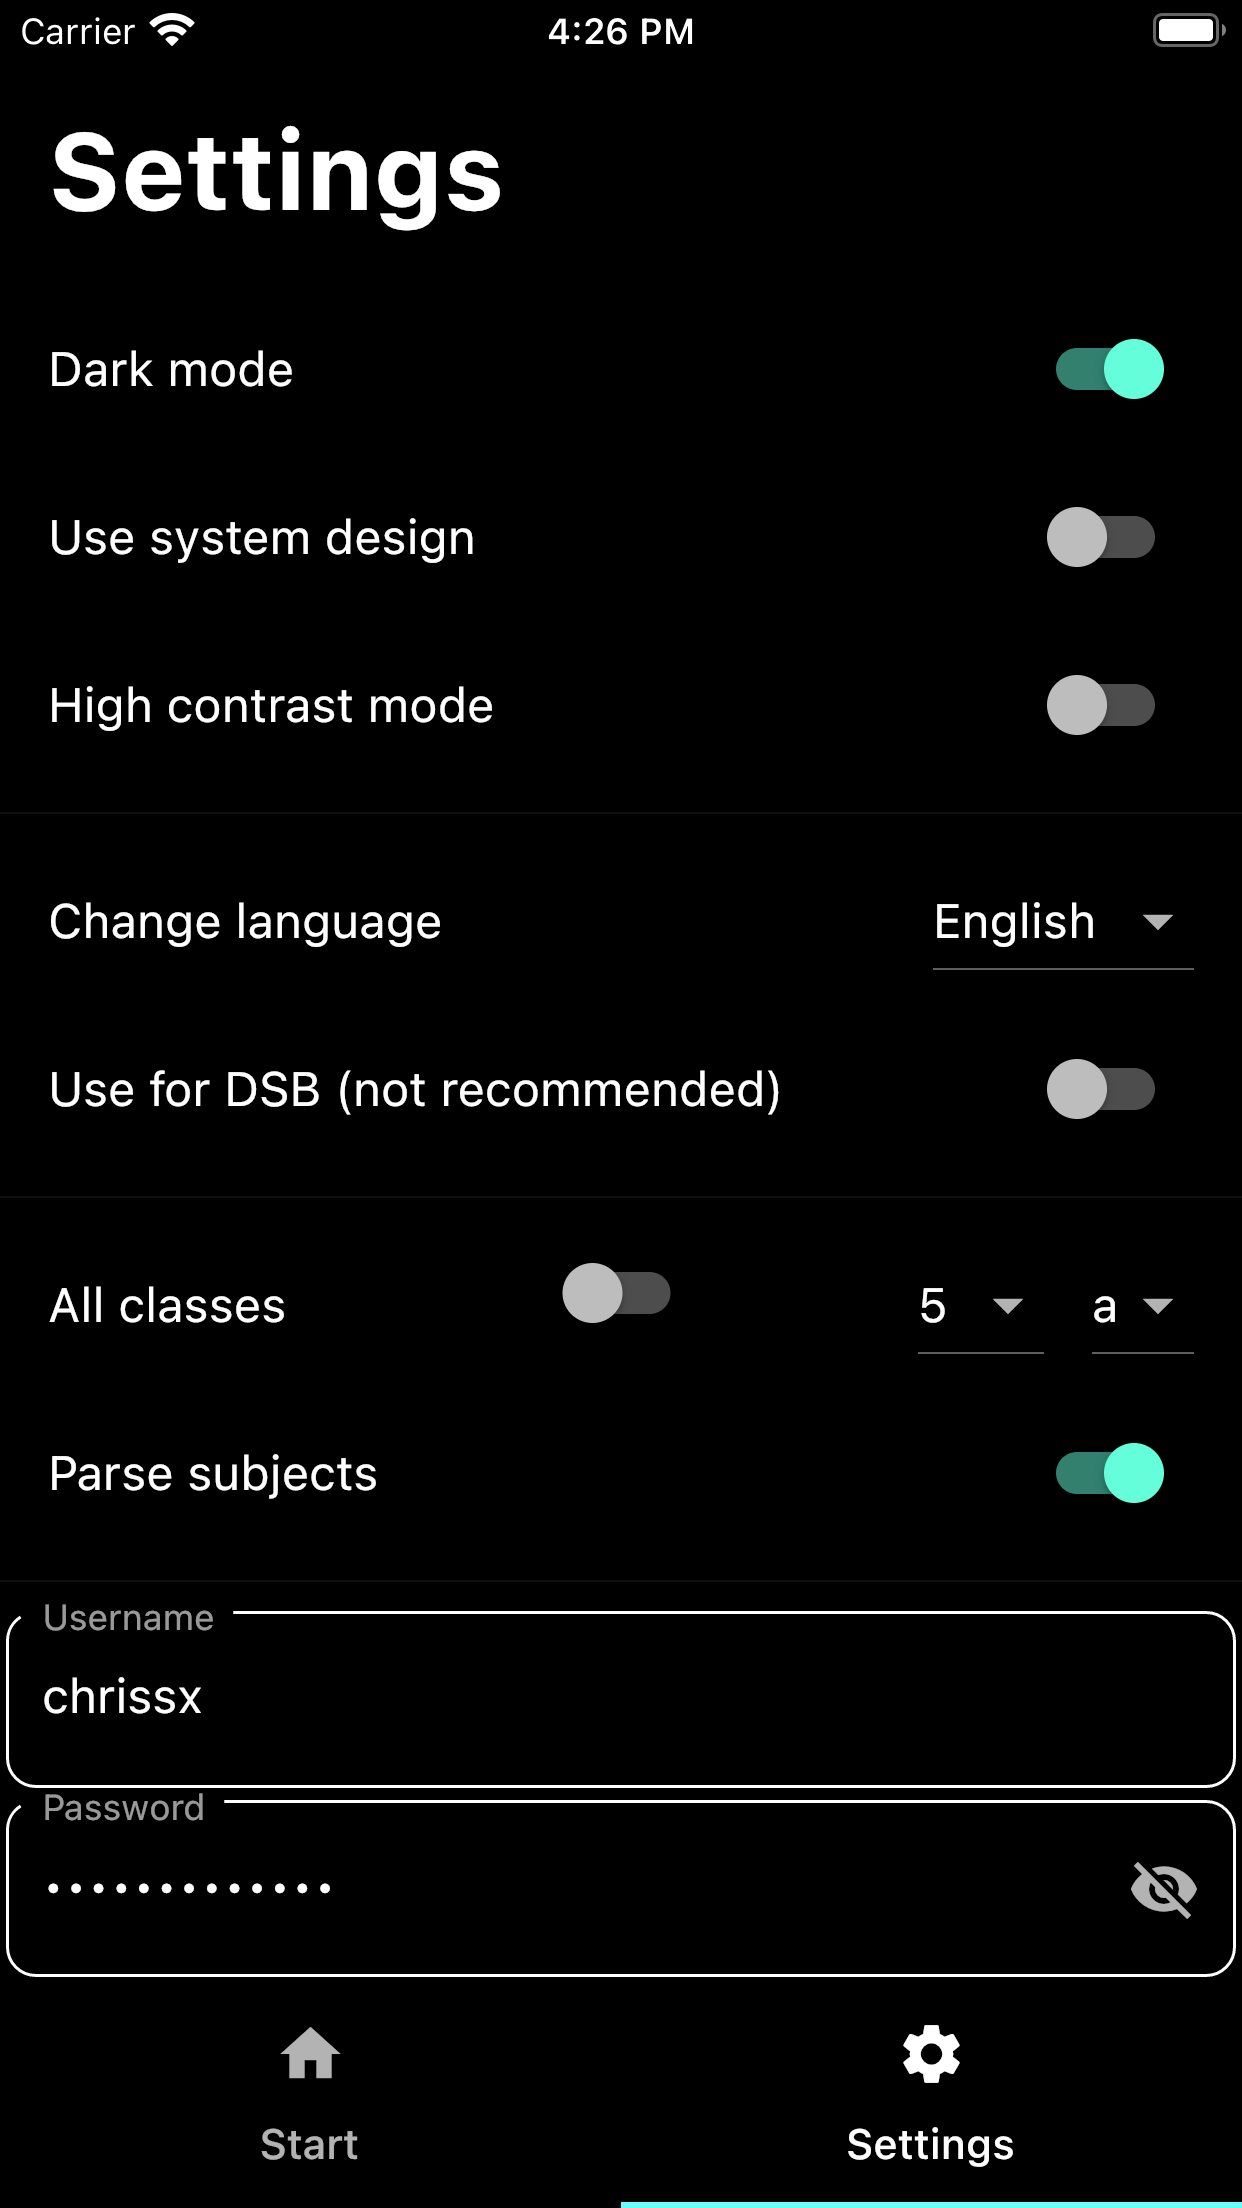 Carrier 4:26 PM
Settings
Dark mode
Use system design
High contrast mode
Change language English
Use for DSB (not recommended)
All classes 5 a
Parse subjects
Username
chrissx
Password
•••••••••••••
Start Settings